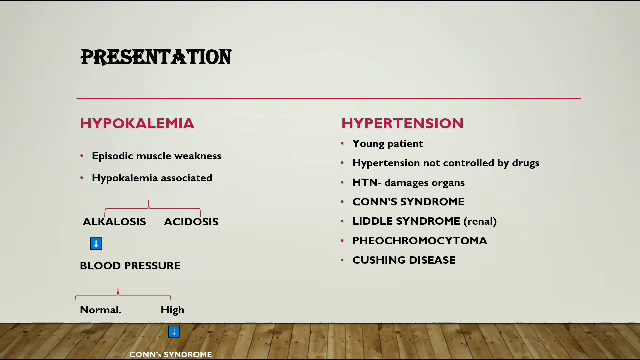 PRESENTATION
HYPOKALEMIA
• Episodic muscle weakness
• Hypokalemia associated
ALKALOSIS ACIDOSIS
BLOOD PRESSURE
Normal. High
CONN's SYNDROME
HYPERTENSION
• Young patient
• Hypertension not controlled by drugs
• HTN- damages organs
• CONN'S SYNDROME
• LIDDLE SYNDROME (renal)
• PHEOCHROMOCYTOMA
• CUSHING DISEASE